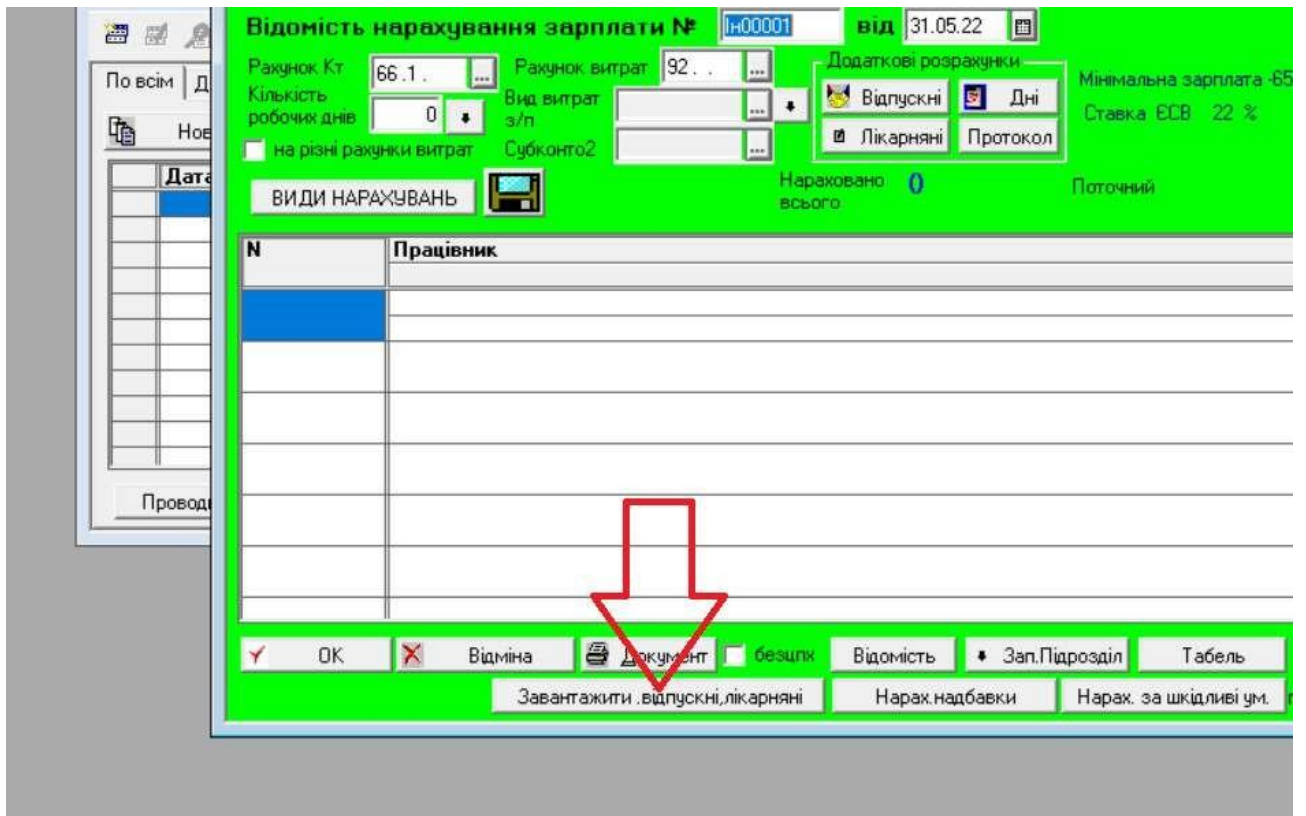 Відомість нарахування зарплати № Ін00001 від 31.05.22
Рахунок Кт 66.1. ... Рахунок витрат 92. . ... Додаткові розрахунки
Мінімальна зарплата -65
По всім Д
Кількість робочих днів 0 Вид витрат з/п ... Відпускні Дні
Ставка ЄСВ 22 %
Нов
на різні рахунки витрат Субконто2 ... Лікарняні Протокол
Дата
ВИДИ НАРАХУВАНЬ
Нараховано всього 0 Поточний
N Працівник
Провод
OK Відміна Документ безцпх Відомість Зап.Підрозділ Табель
Завантажити .відпускні,лікарняні Нарах.надбавки Нарах. за шкідливі ум.